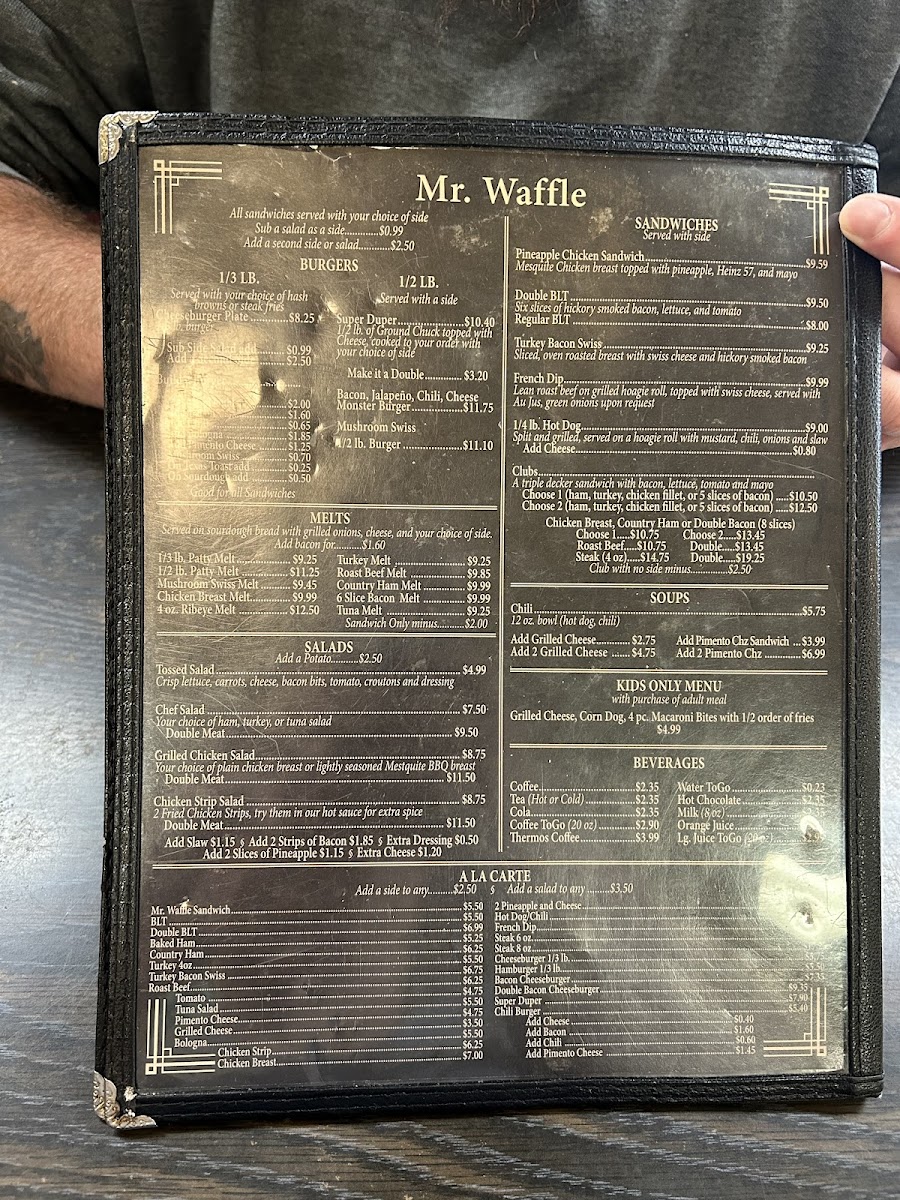 Mr. Waffle
All sandwiches served with your choice of side
Sub a salad as a side.........$0.99
Add a second side or salad.........$2.50
BURGERS
1/3 LB.
Served with your choice of hash
browns or steak fries
Cheeseburger Plate..........$8.25
burger
Sub Si $0.99
Add $2.50
$2.00
$1.60
$0.65
$1.85
Cheese $1.25
Swiss $0.70
Toast add $0.25
On Sourdough add $0.50
Good for all Sandwiches
1/2 LB.
Served with a side
Super Duper.........$10.40
1/2 lb. of Ground Chuck topped with
Cheese, cooked to your order with
your choice of side
Make it a Double.........$3.20
Bacon, Jalapeño, Chili, Cheese
Monster Burger.........$11.75
Mushroom Swiss
1/2 lb. Burger.........$11.10
MELTS
Served on sourdough bread with grilled onions, cheese, and your choice of side.
Add bacon for.........$1.60
1/3 lb. Patty Melt.........$9.25
1/2 lb. Patty Melt.........$11.25
Mushroom Swiss Melt.........$9.45
Chicken Breast Melt.........$9.99
4 oz. Ribeye Melt.........$12.50
Turkey Melt.........$9.25
Roast Beef Melt.........$9.85
Country Ham Melt.........$9.99
6 Slice Bacon Melt.........$9.99
Tuna Melt.........$9.25
Sandwich Only minus.........$2.00
SALADS
Add a Potato.........$2.50
Tossed Salad.........$4.99
Crisp lettuce, carrots, cheese, bacon bits, tomato, croutons and dressing
Chef Salad.........$7.50
Your choice of ham, turkey, or tuna salad
Double Meat.........$9.50
Grilled Chicken Salad.........$8.75
Your choice of plain chicken breast or lightly seasoned Mestquite BBQ breast
Double Meat.........$11.50
Chicken Strip Salad.........$8.75
2 Fried Chicken Strips, try them in our hot sauce for extra spice
Double Meat.........$11.50
Add Slaw $1.15 § Add 2 Strips of Bacon $1.85 § Extra Dressing $0.50
Add 2 Slices of Pineapple $1.15 § Extra Cheese $1.20
SANDWICHES
Served with side
Pineapple Chicken Sandwich.........$9.59
Mesquite Chicken breast topped with pineapple, Heinz 57, and mayo
Double BLT.........$9.50
Six slices of hickory smoked bacon, lettuce, and tomato
Regular BLT.........$8.00
Turkey Bacon Swiss.........$9.25
Sliced, oven roasted breast with swiss cheese and hickory smoked bacon
French Dip.........$9.99
Lean roast beef on grilled hoagie roll, topped with swiss cheese, served with
Au Jus, green onions upon request
1/4 lb. Hot Dog.........$9.00
Split and grilled, served on a hoagie roll with mustard, chili, onions and slaw
Add Cheese.........$0.80
Clubs.........
A triple decker sandwich with bacon, lettuce, tomato and mayo
Choose 1 (ham, turkey, chicken fillet, or 5 slices of bacon).....$10.50
Choose 2 (ham, turkey, chicken fillet, or 5 slices of bacon).....$12.50
Chicken Breast, Country Ham or Double Bacon (8 slices)
Choose 1.....$10.75 Choose 2.....$13.45
Roast Beef.....$10.75 Double.....$13.45
Steak (4 oz).....$14.75 Double.....$19.25
Club with no side minus.........$2.50
SOUPS
Chili.........$5.75
12 oz. bowl (hot dog, chili)
Add Grilled Cheese.........$2.75 Add Pimento Chz Sandwich ...$3.99
Add 2 Grilled Cheese ......$4.75 Add 2 Pimento Chz.........$6.99
KIDS ONLY MENU
with purchase of adult meal
Grilled Cheese, Corn Dog, 4 pc. Macaroni Bites with 1/2 order of fries
$4.99
BEVERAGES
Coffee.........$2.35
Tea (Hot or Cold).........$2.35
Cola.........$2.35
Coffee ToGo (20 oz).........$2.90
Thermos Coffee.........$3.99
Water ToGo.........$0.23
Hot Chocolate.........$2.35
Milk (8 oz).........
Orange Juice.........
Lg. Juice ToGo
A LA CARTE
Add a side to any.........$2.50 § Add a salad to any.........$3.50
Mr. Waffle Sandwich.........$5.50
BLT.........$5.50
Double BLT.........$6.99
Baked Ham.........$5.25
Country Ham.........$6.25
Turkey 4oz.........$5.50
Turkey Bacon Swiss.........$6.75
Roast Beef.........$6.25
Tomato.........$4.75
Tuna Salad.........$5.50
Pimento Cheese.........$4.75
Grilled Cheese.........$3.50
Bologna.........$5.50
Chicken Strip.........$6.25
Chicken Breast.........$7.00
2 Pineapple and Cheese.........
Hot Dog/Chili.........
French Dip.........
Steak 6 oz.........
Steak 8 oz.........
Cheeseburger 1/3 lb.........
Hamburger 1/3 lb.........
Bacon Cheeseburger.........
Double Bacon Cheeseburger.........$9.35
Super Duper.........$7.90
Chili Burger.........$5.40
Add Cheese.........$0.40
Add Bacon.........$1.60
Add Chili.........$0.60
Add Pimento Cheese.........$1.45